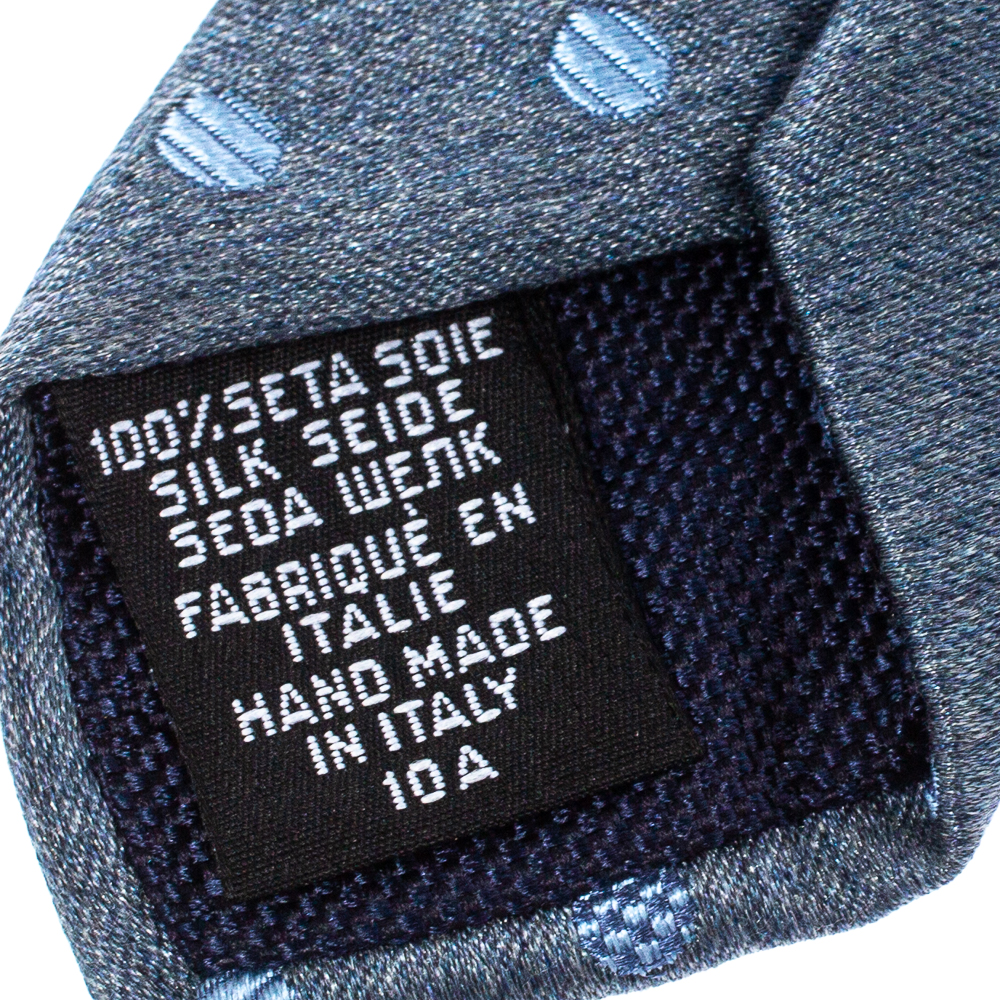 100% SETA SOIE
SILK SEIDE
SEDA ШЕЛК
FABRIQUÉ EN
ITALIE
HAND MADE
IN ITALY
10A